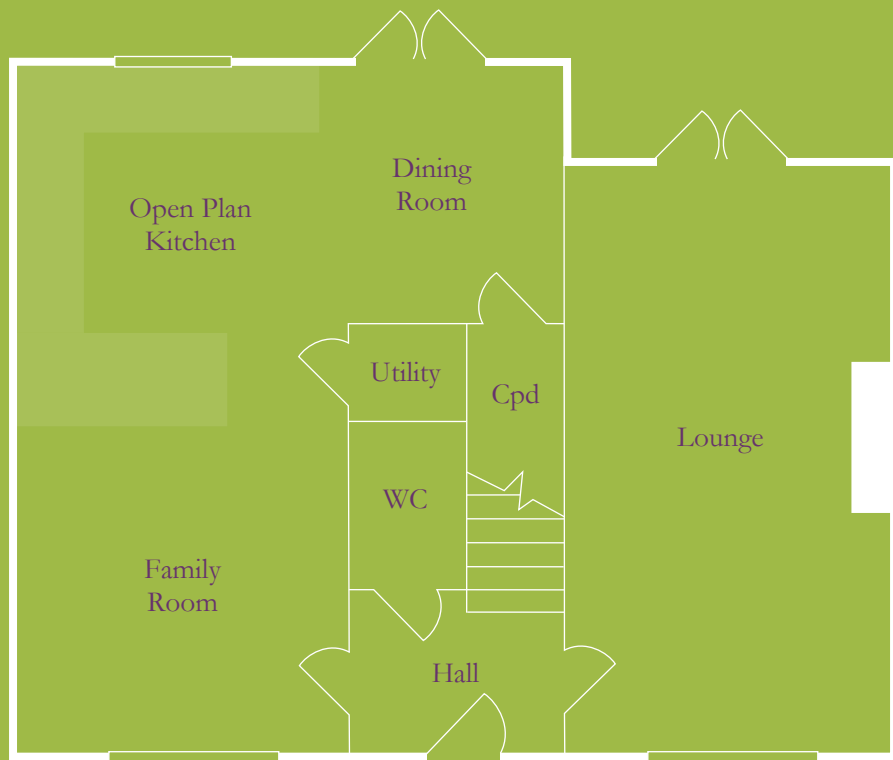 Dining
Room
Open Plan
Kitchen
Utility
Cpd
Lounge
WC
Family
Room
Hall